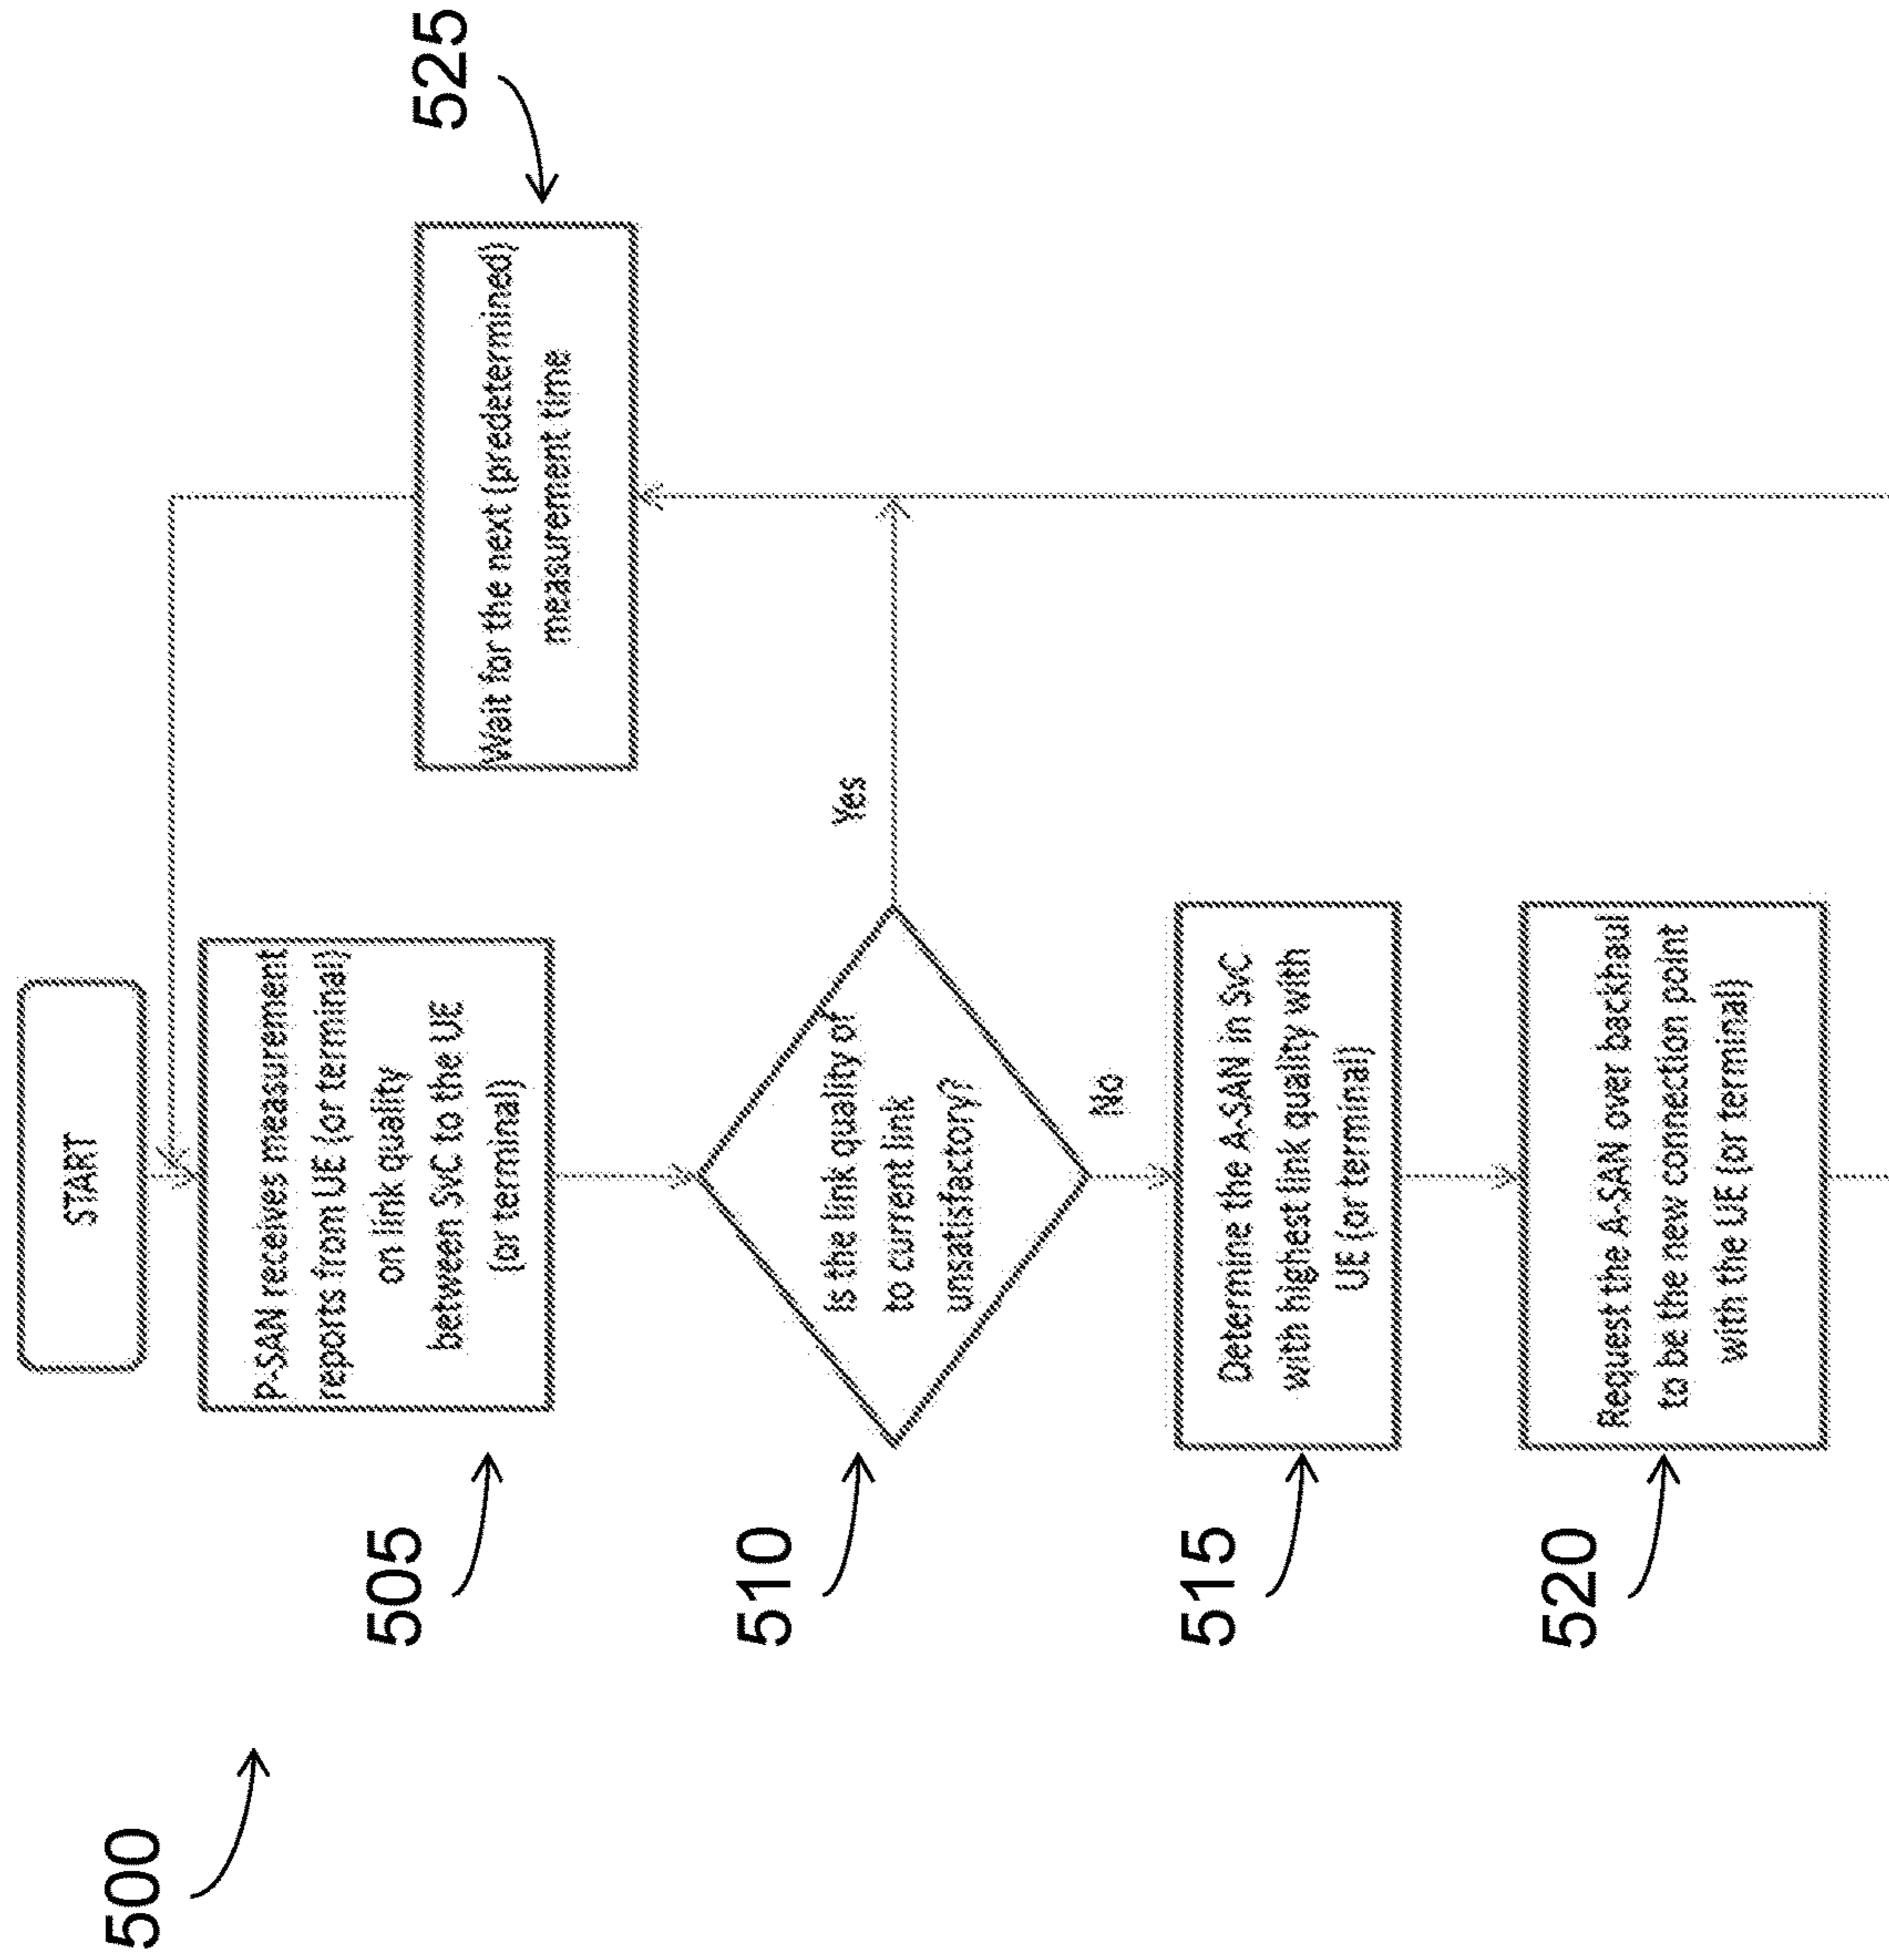 500
START
505
P-SAN receives measurement
reports from UE (or terminal)
on link quality
between SvC to the UE
(or terminal)
510
Is the link quality of
to current link
unsatisfactory?
Yes
No
515
Determine the A-SAN in SvC
with highest link quality with
UE (or terminal)
520
Request the A-SAN over backhaul
to be the new connection point
with the UE (or terminal)
525
Wait for the next (predetermined)
measurement time